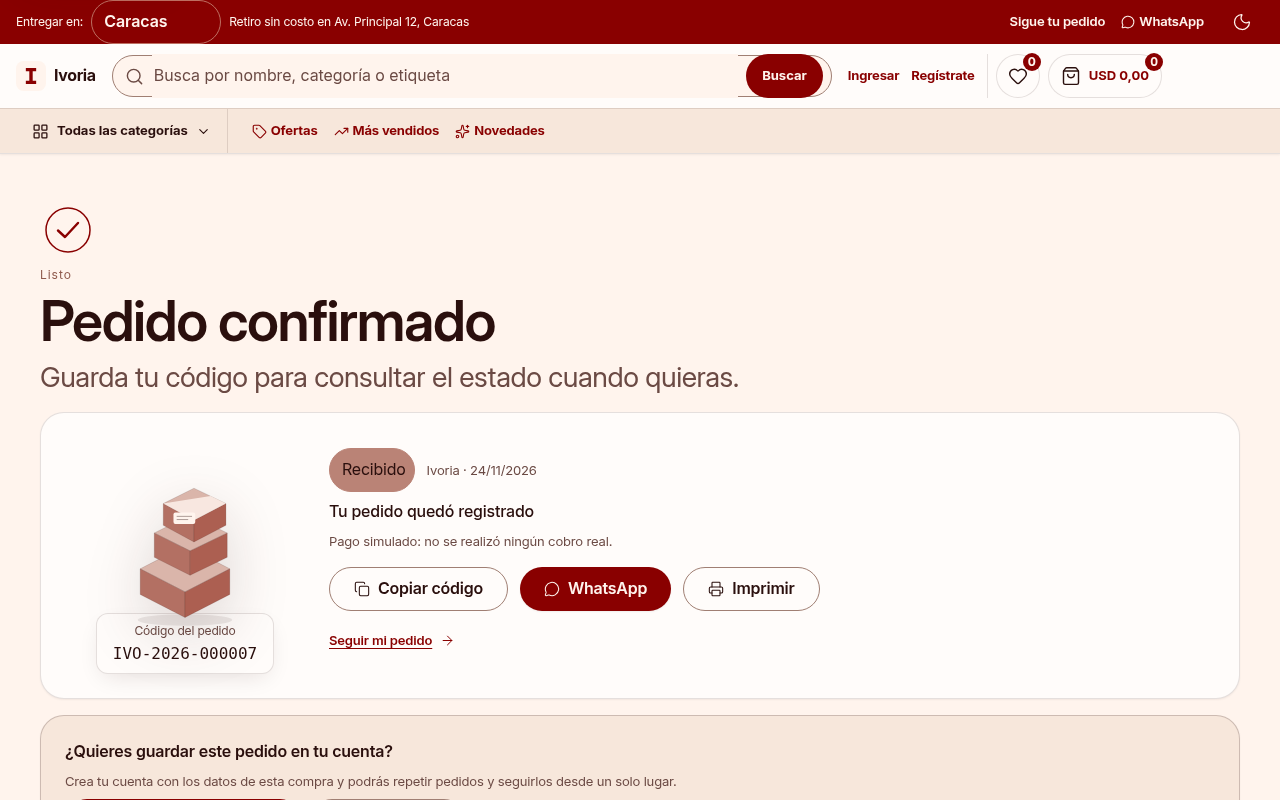 Entregar en: Caracas Retiro sin costo en Av. Principal 12, Caracas Sigue tu pedido WhatsApp
I Ivoria Busca por nombre, categoría o etiqueta Buscar Ingresar Regístrate 0 USD 0,00 0
Todas las categorías Ofertas Más vendidos Novedades
Listo
Pedido confirmado
Guarda tu código para consultar el estado cuando quieras.
Recibido Ivoria · 24/11/2026
Tu pedido quedó registrado
Pago simulado: no se realizó ningún cobro real.
Copiar código WhatsApp Imprimir
Código del pedido
IVO-2026-000007
Seguir mi pedido
¿Quieres guardar este pedido en tu cuenta?
Crea tu cuenta con los datos de esta compra y podrás repetir pedidos y seguirlos desde un solo lugar.